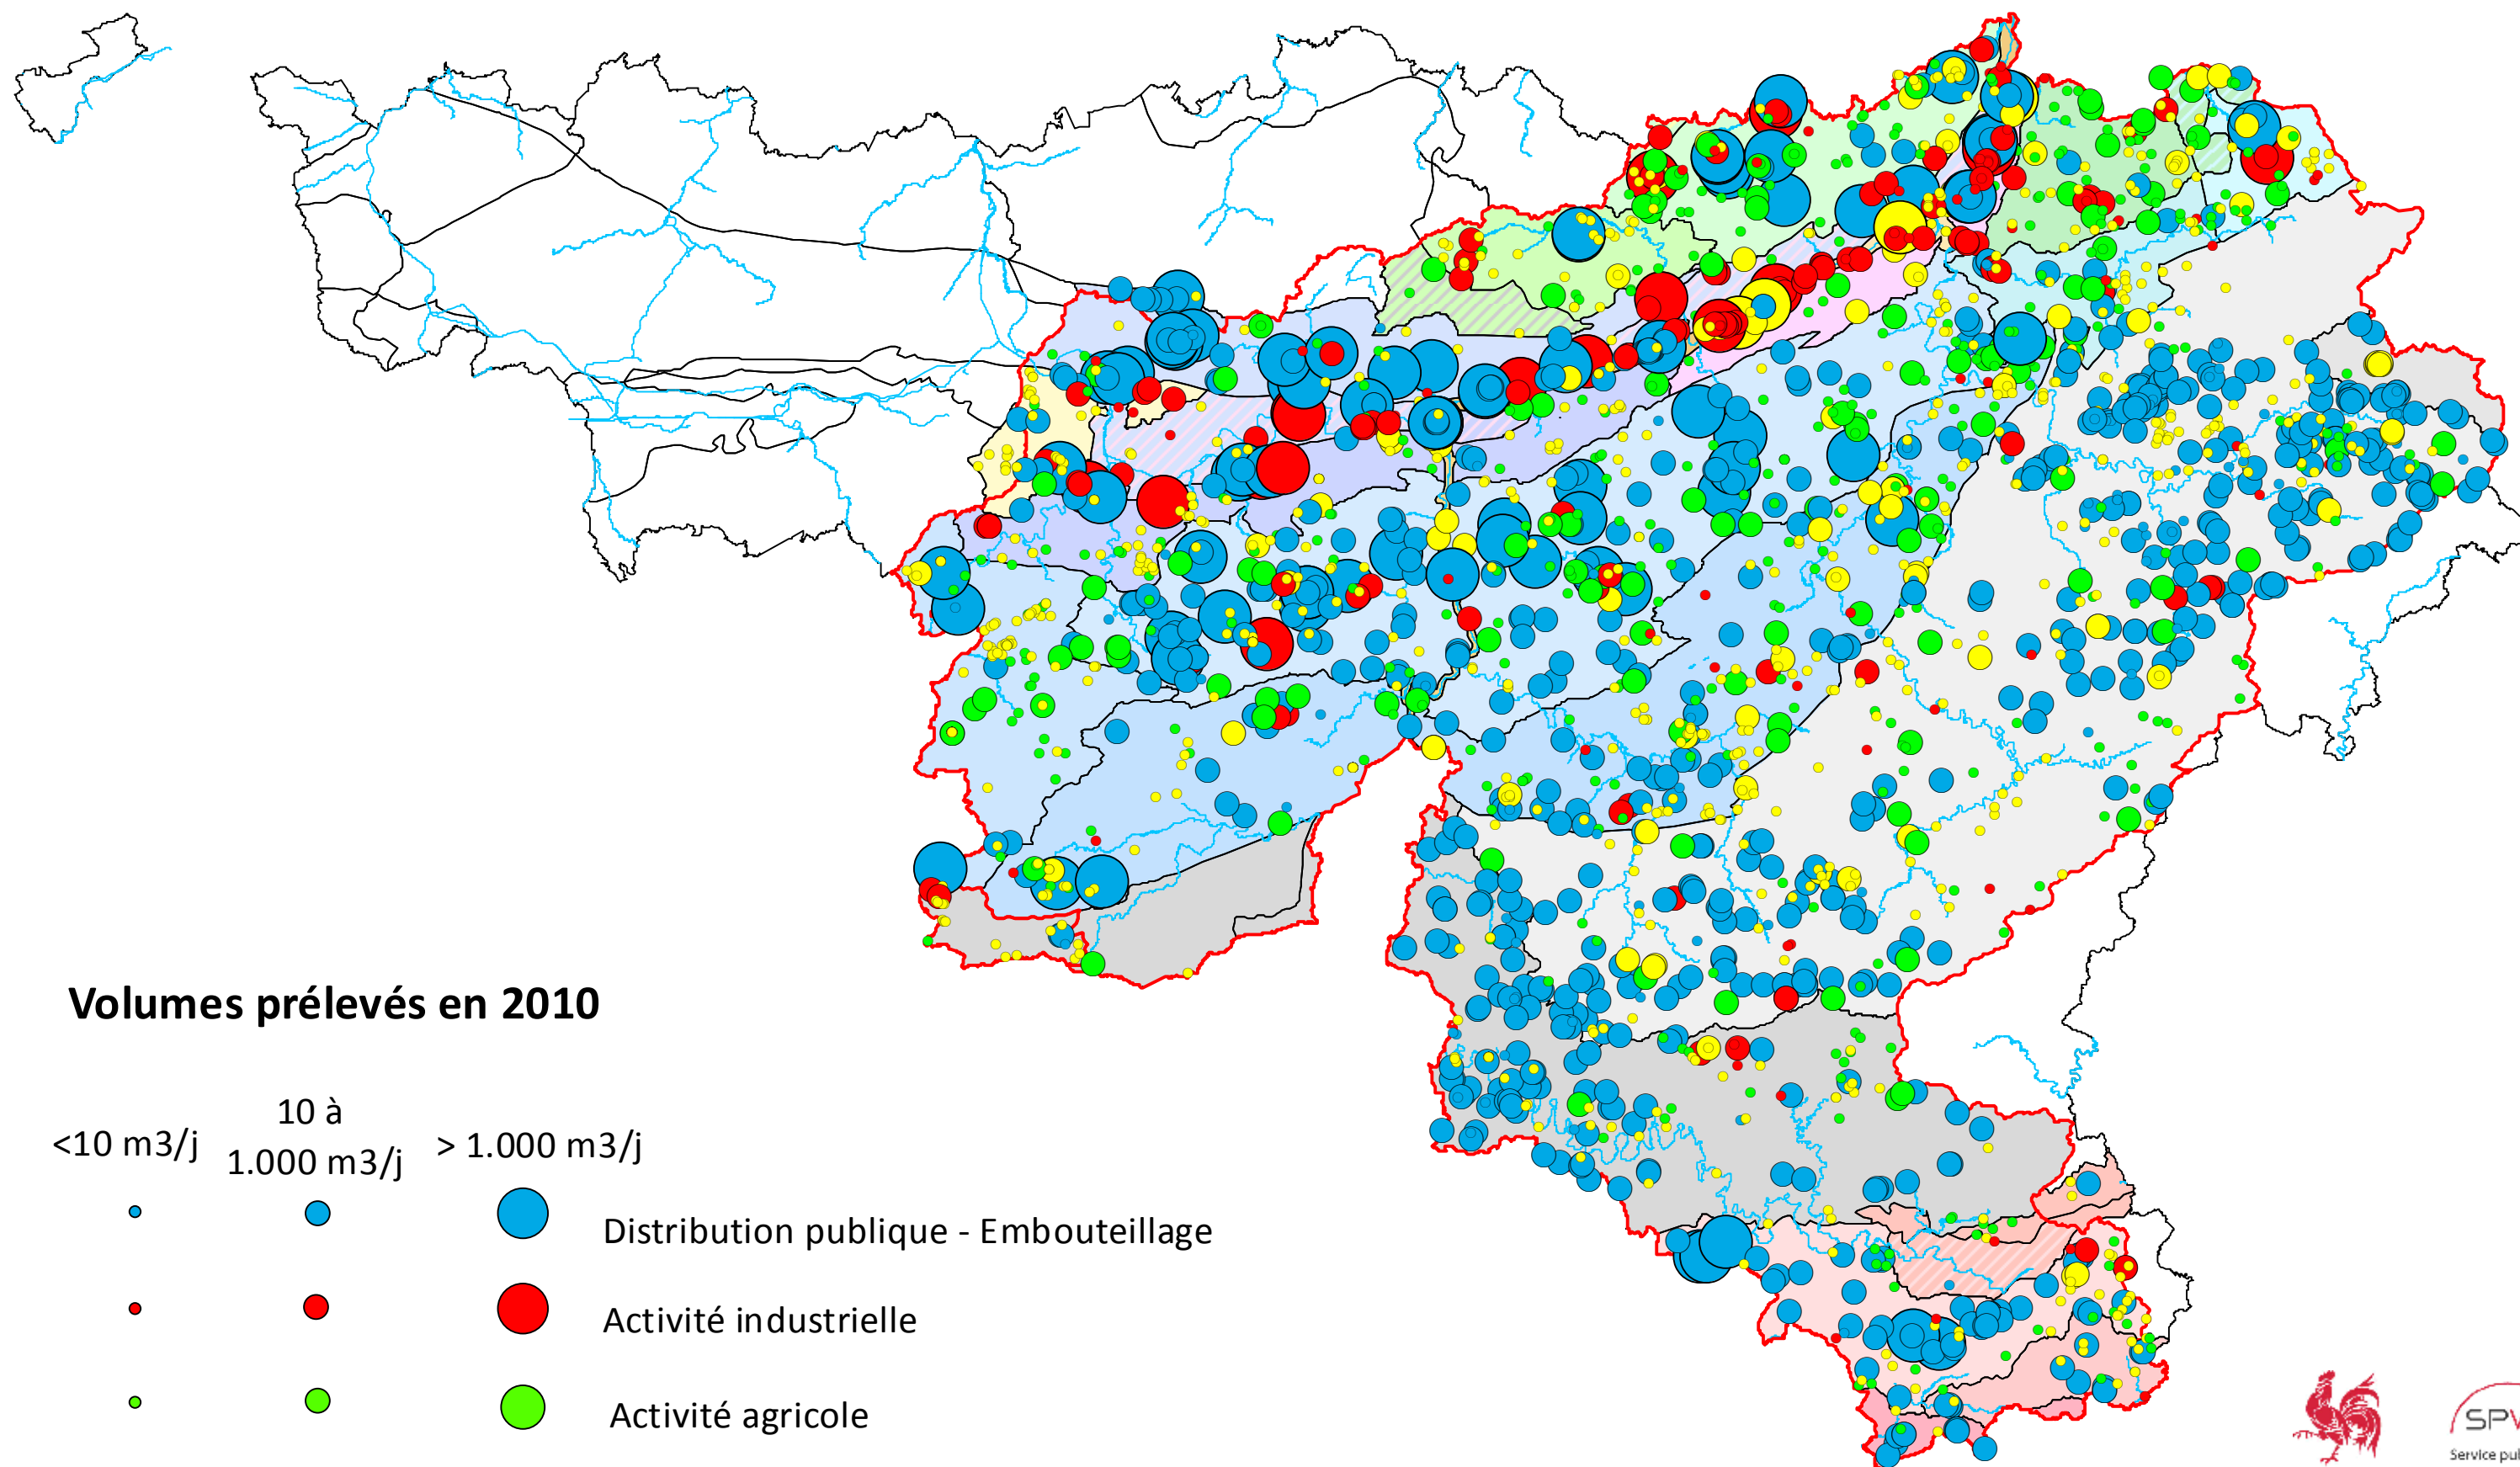 Volumes prélevés en 2010
<10 m3/j
10 à
1.000 m3/j
> 1.000 m3/j
Distribution publique - Embouteillage
Activité industrielle
Activité agricole
Service